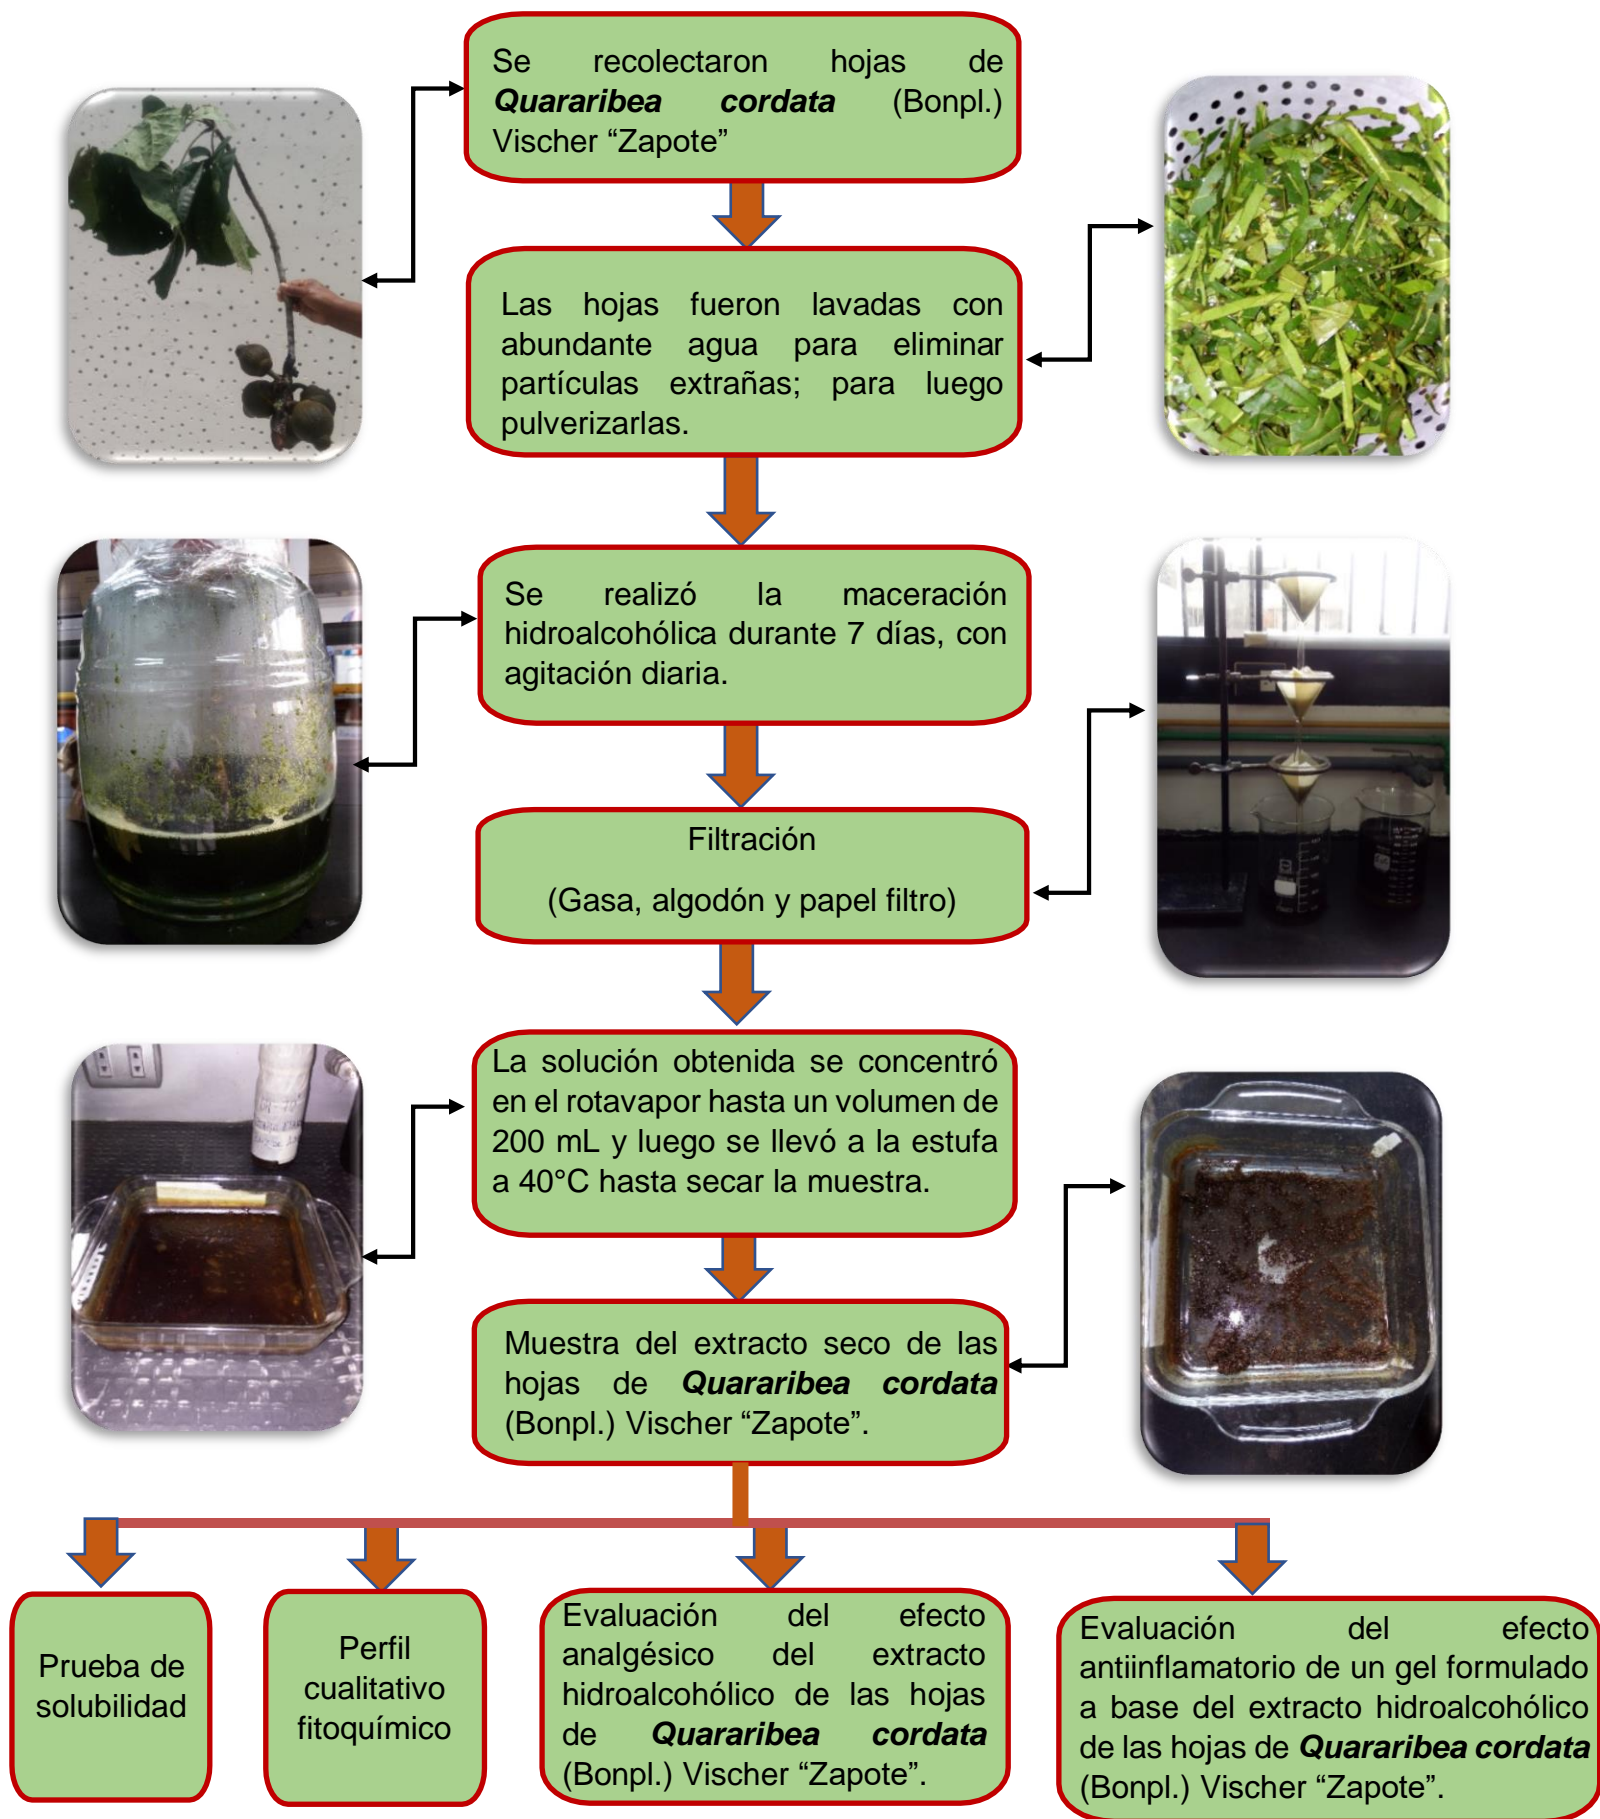 Se recolectaron hojas de
Quararibea cordata (Bonpl.)
Vischer “Zapote”
Las hojas fueron lavadas con
abundante agua para eliminar
partículas extrañas; para luego
pulverizarlas.
Se realizó la maceración
hidroalcohólica durante 7 días, con
agitación diaria.
Filtración
(Gasa, algodón y papel filtro)
La solución obtenida se concentró
en el rotavapor hasta un volumen de
200 mL y luego se llevó a la estufa
a 40°C hasta secar la muestra.
Muestra del extracto seco de las
hojas de Quararibea cordata
(Bonpl.) Vischer “Zapote”.
Prueba de
solubilidad
Perfil
cualitativo
fitoquímico
Evaluación del efecto
analgésico del extracto
hidroalcohólico de las hojas
de Quararibea cordata
(Bonpl.) Vischer “Zapote”.
Evaluación del efecto
antiinflamatorio de un gel formulado
a base del extracto hidroalcohólico
de las hojas de Quararibea cordata
(Bonpl.) Vischer “Zapote”.